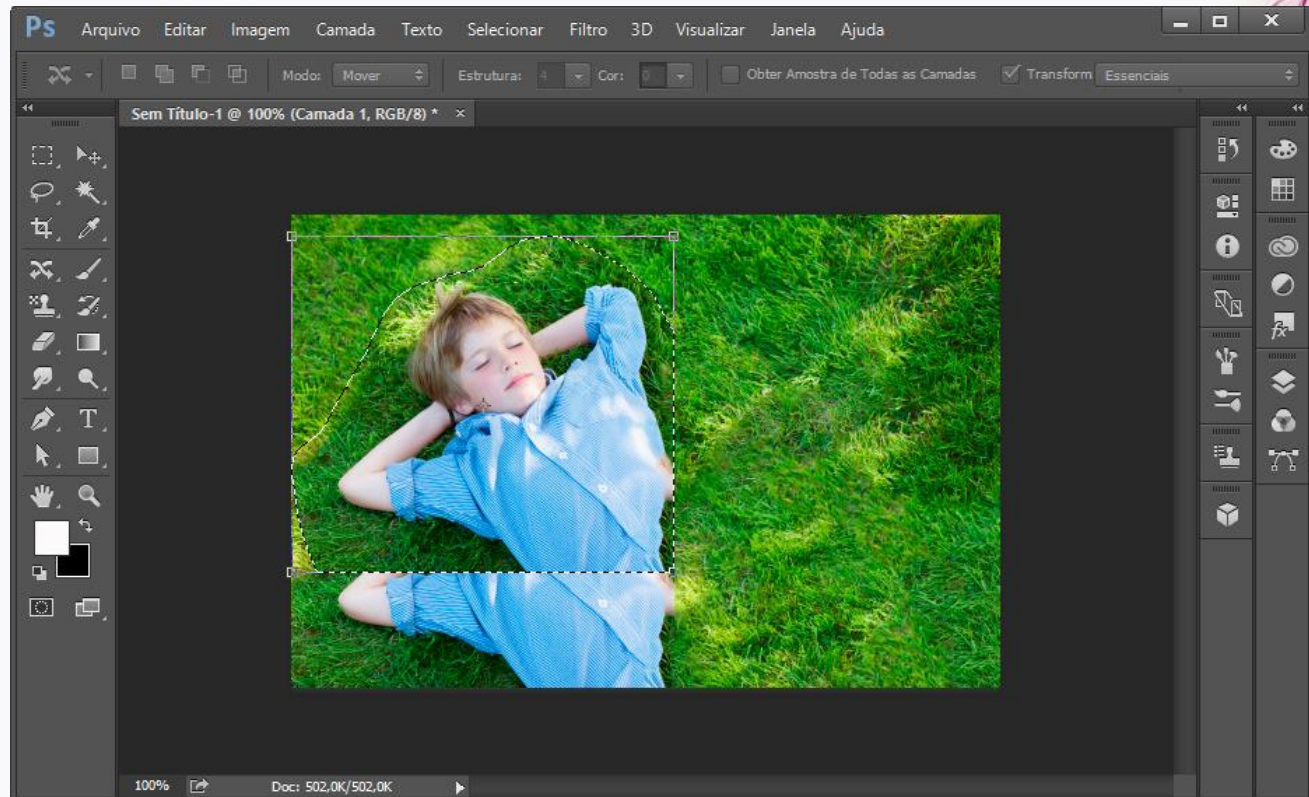 Ps Arquivo Editar Imagem Camada Texto Selecionar Filtro 3D Visualizar Janela Ajuda
Modo: Mover Estrutura: 4 Cor: 0 Obter Amostra de Todas as Camadas Transform Essenciais
Sem Título-1 @ 100% (Camada 1, RGB/8) * ×
100% Doc: 502,0K/502,0K